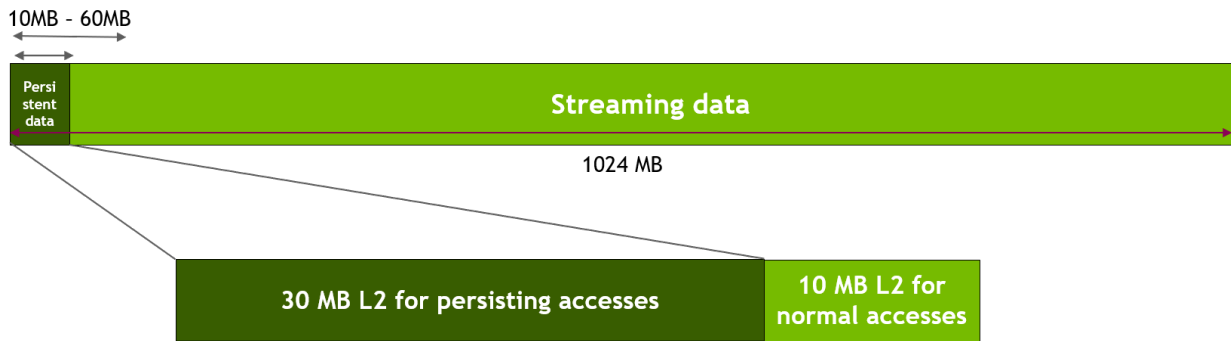 10MB – 60MB
Persi
stent
data
Streaming data
1024 MB
30 MB L2 for persisting accesses
10 MB L2 for
normal accesses